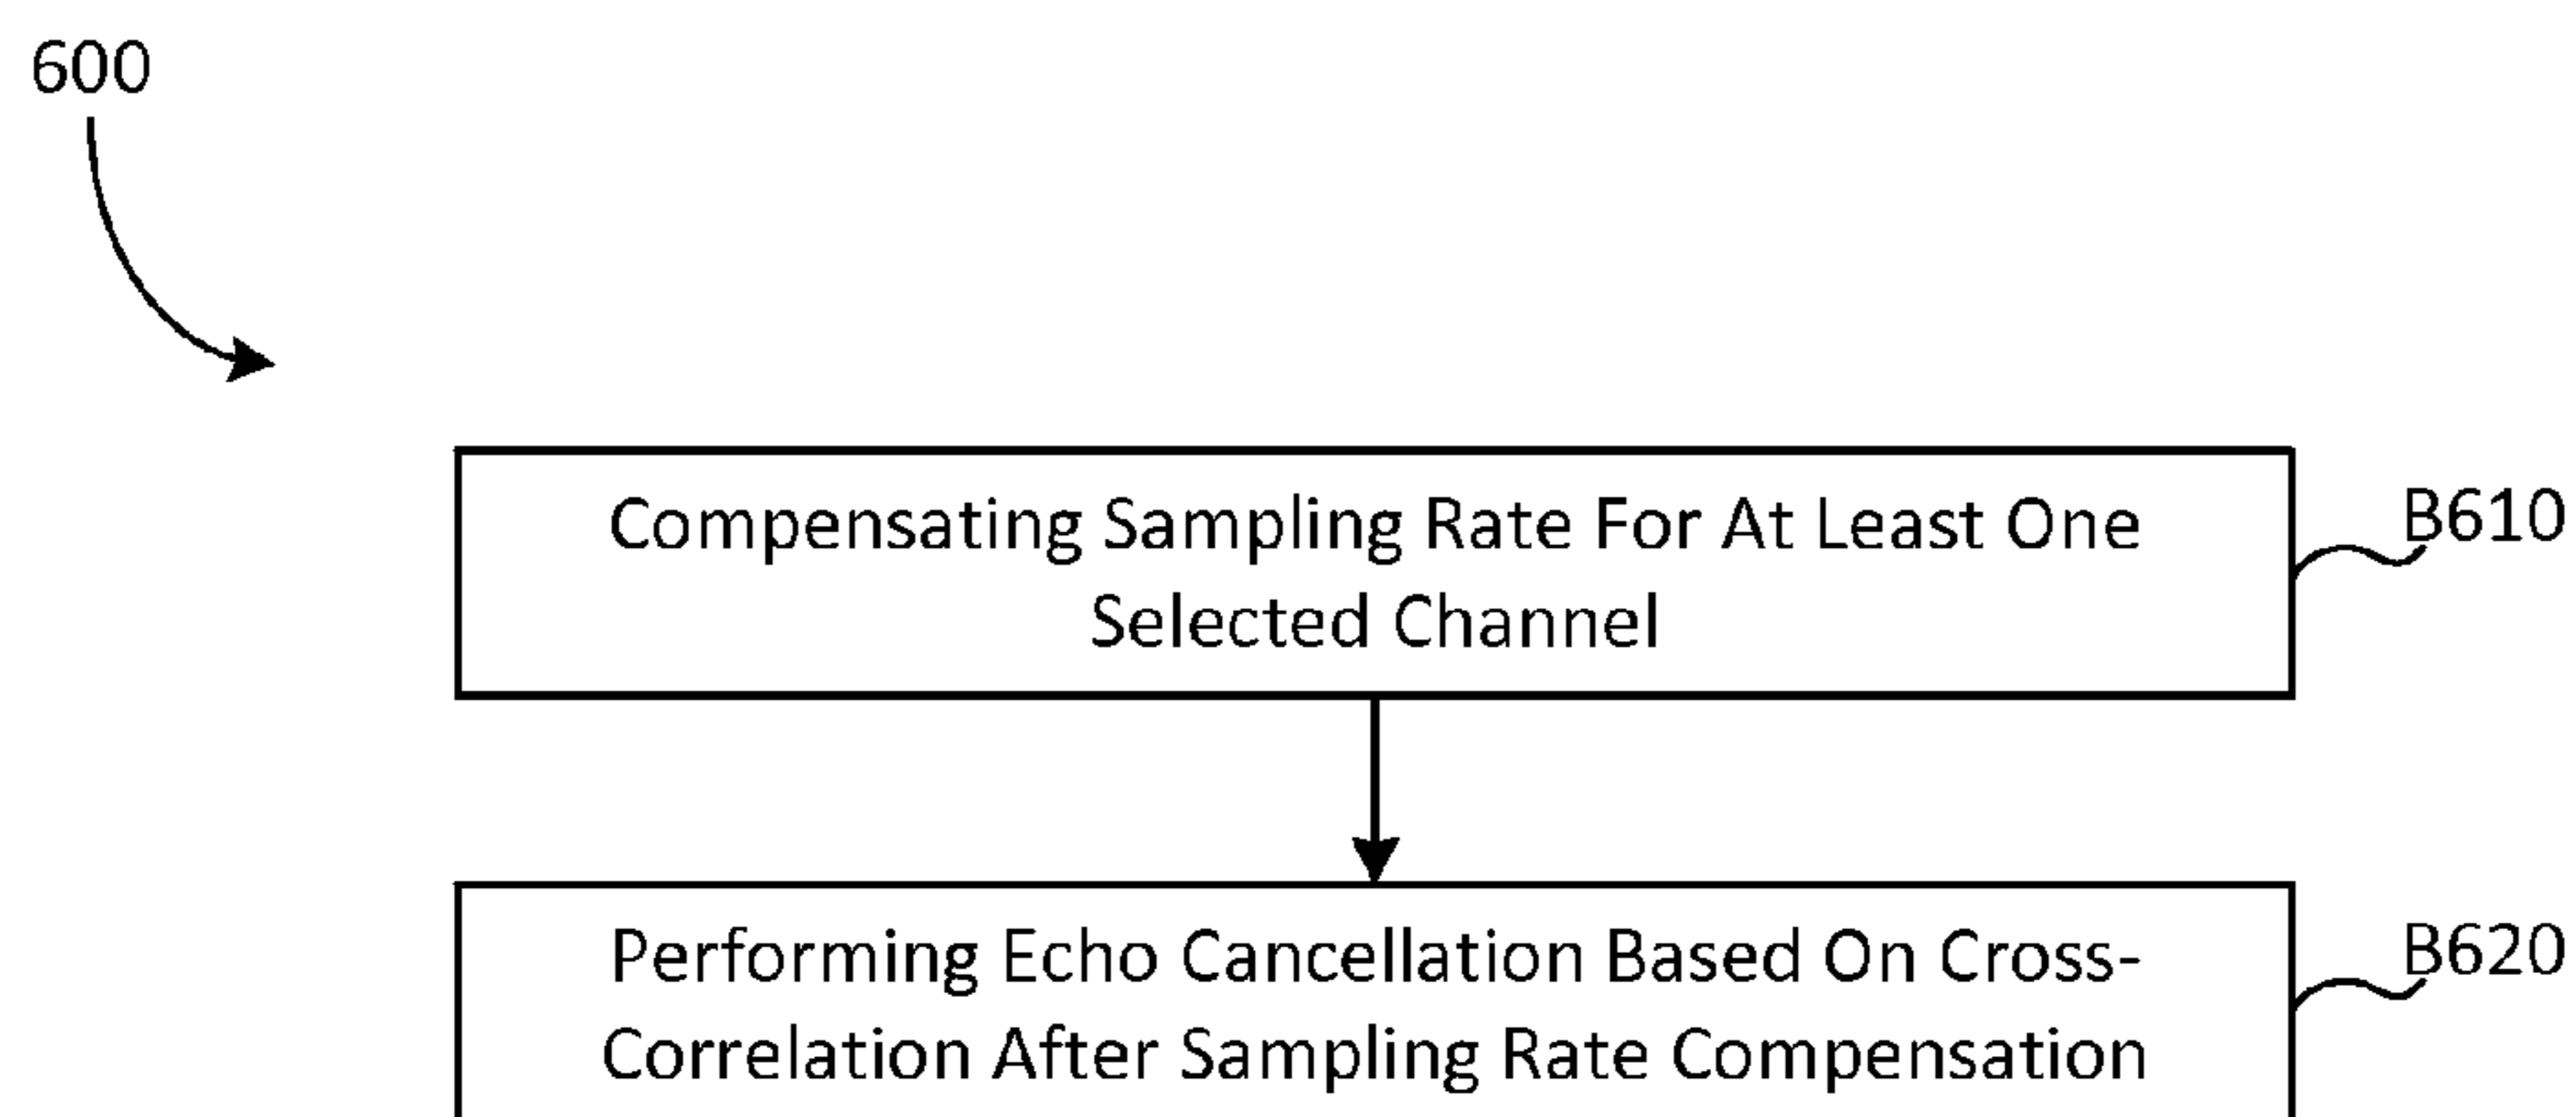 600
Compensating Sampling Rate For At Least One
Selected Channel
B610
Performing Echo Cancellation Based On Cross-
Correlation After Sampling Rate Compensation
B620